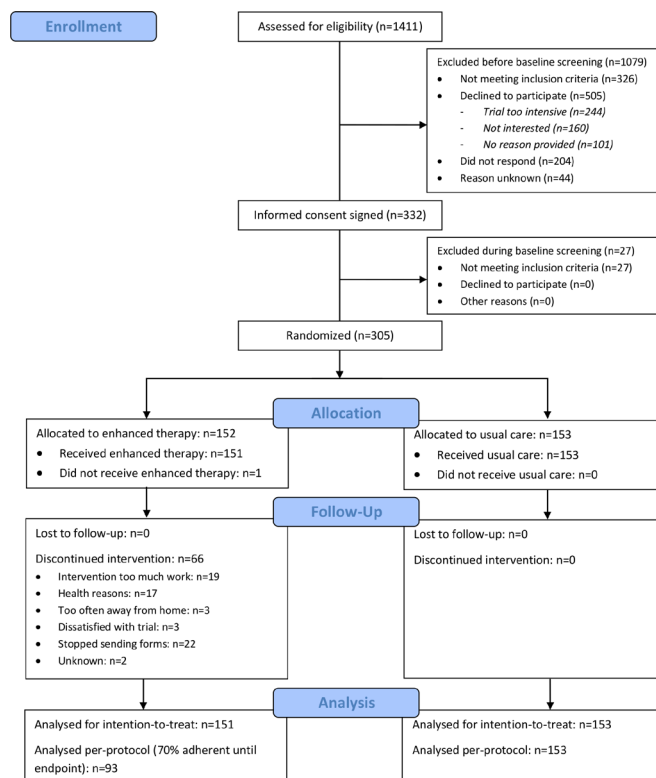 Enrollment
Assessed for eligibility (n=1411)
Excluded before baseline screening (n=1079)
• Not meeting inclusion criteria (n=326)
• Declined to participate (n=505)
- Trial too intensive (n=244)
- Not interested (n=160)
- No reason provided (n=101)
• Did not respond (n=204)
• Reason unknown (n=44)
Informed consent signed (n=332)
Excluded during baseline screening (n=27)
• Not meeting inclusion criteria (n=27)
• Declined to participate (n=0)
• Other reasons (n=0)
Randomized (n=305)
Allocation
Allocated to enhanced therapy: n=152
• Received enhanced therapy: n=151
• Did not receive enhanced therapy: n=1
Allocated to usual care: n=153
• Received usual care: n=153
• Did not receive usual care: n=0
Follow-Up
Lost to follow-up: n=0
Discontinued intervention: n=66
• Intervention too much work: n=19
• Health reasons: n=17
• Too often away from home: n=3
• Dissatisfied with trial: n=3
• Stopped sending forms: n=22
• Unknown: n=2
Lost to follow-up: n=0
Discontinued intervention: n=0
Analysis
Analysed for intention-to-treat: n=151
Analysed per-protocol (70% adherent until
endpoint): n=93
Analysed for intention-to-treat: n=153
Analysed per-protocol: n=153